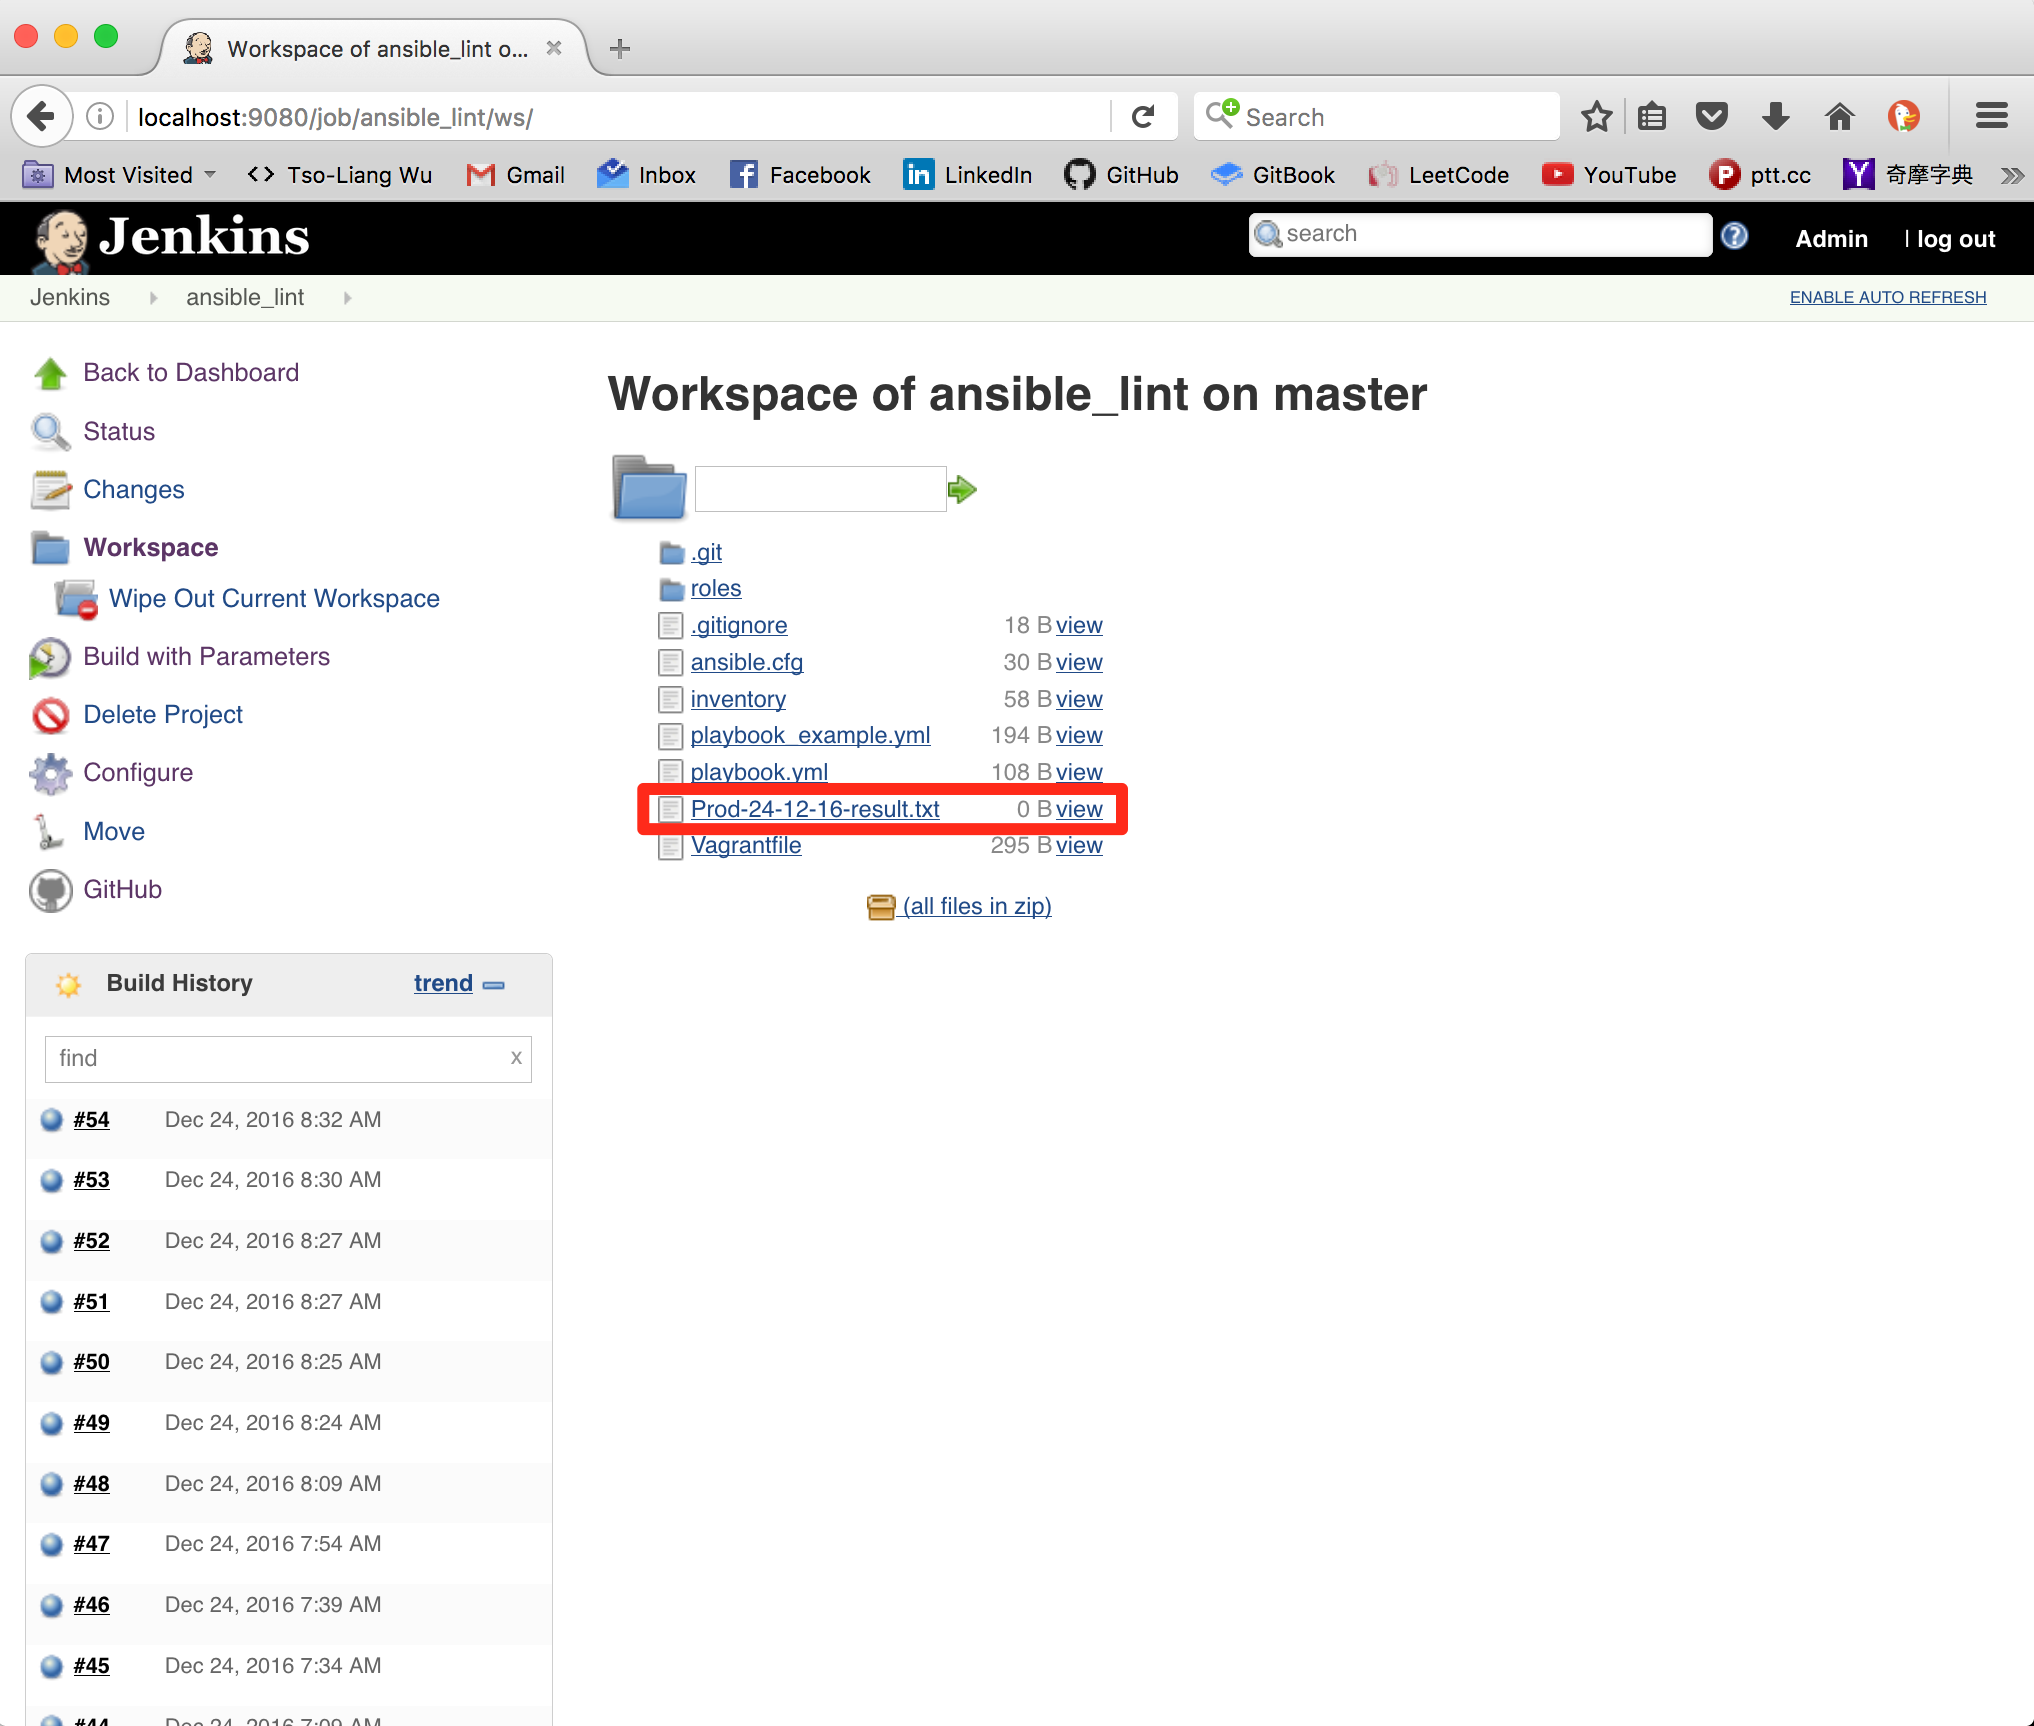 Workspace of ansible_lint o...
localhost:9080/job/ansible_lint/ws/
Search
Most Visited
Tso-Liang Wu
Gmail
Inbox
Facebook
LinkedIn
GitHub
GitBook
LeetCode
YouTube
ptt.cc
奇摩字典
Jenkins
search
Admin
| log out
Jenkins
ansible_lint
ENABLE AUTO REFRESH
Back to Dashboard
Status
Changes
Workspace
Wipe Out Current Workspace
Build with Parameters
Delete Project
Configure
Move
GitHub
Workspace of ansible_lint on master
.git
roles
.gitignore 18 B view
ansible.cfg 30 B view
inventory 58 B view
playbook_example.yml 194 B view
playbook.yml 108 B view
Prod-24-12-16-result.txt 0 B view
Vagrantfile 295 B view
(all files in zip)
Build History trend
find x
#54 Dec 24, 2016 8:32 AM
#53 Dec 24, 2016 8:30 AM
#52 Dec 24, 2016 8:27 AM
#51 Dec 24, 2016 8:27 AM
#50 Dec 24, 2016 8:25 AM
#49 Dec 24, 2016 8:24 AM
#48 Dec 24, 2016 8:09 AM
#47 Dec 24, 2016 7:54 AM
#46 Dec 24, 2016 7:39 AM
#45 Dec 24, 2016 7:34 AM
#44 Dec 24, 2016 7:09 AM